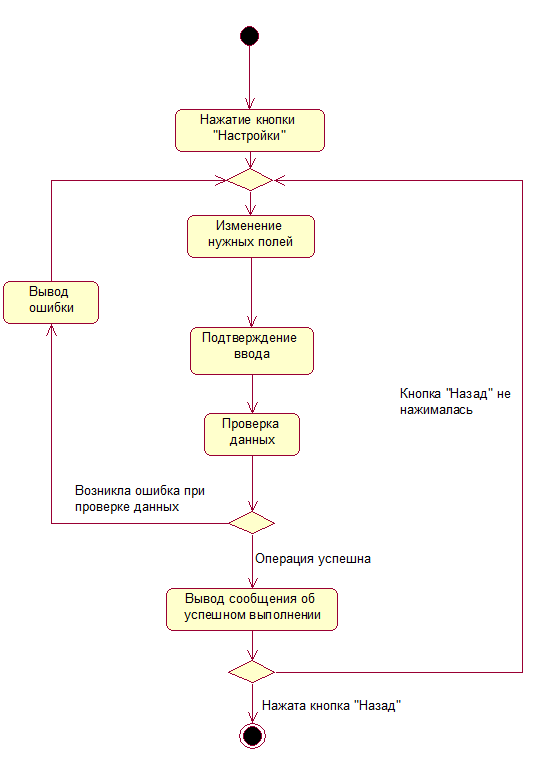 Нажатие кнопки
"Настройки"
Изменение
нужных полей
Вывод
ошибки
Подтверждение
ввода
Кнопка "Назад" не
нажималась
Проверка
данных
Возникла ошибка при
проверке данных
Операция успешна
Вывод сообщения об
успешном выполнении
Нажата кнопка "Назад"